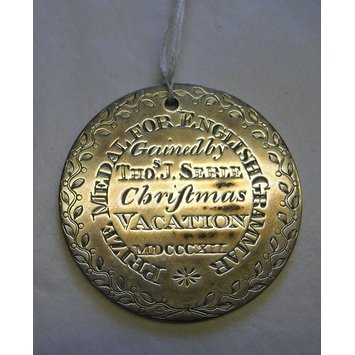 PRIZE MEDAL FOR ENGLISH GRAMMAR
Gained by
THOS. J. SERLE
Christmas
VACATION
MDCCCXII